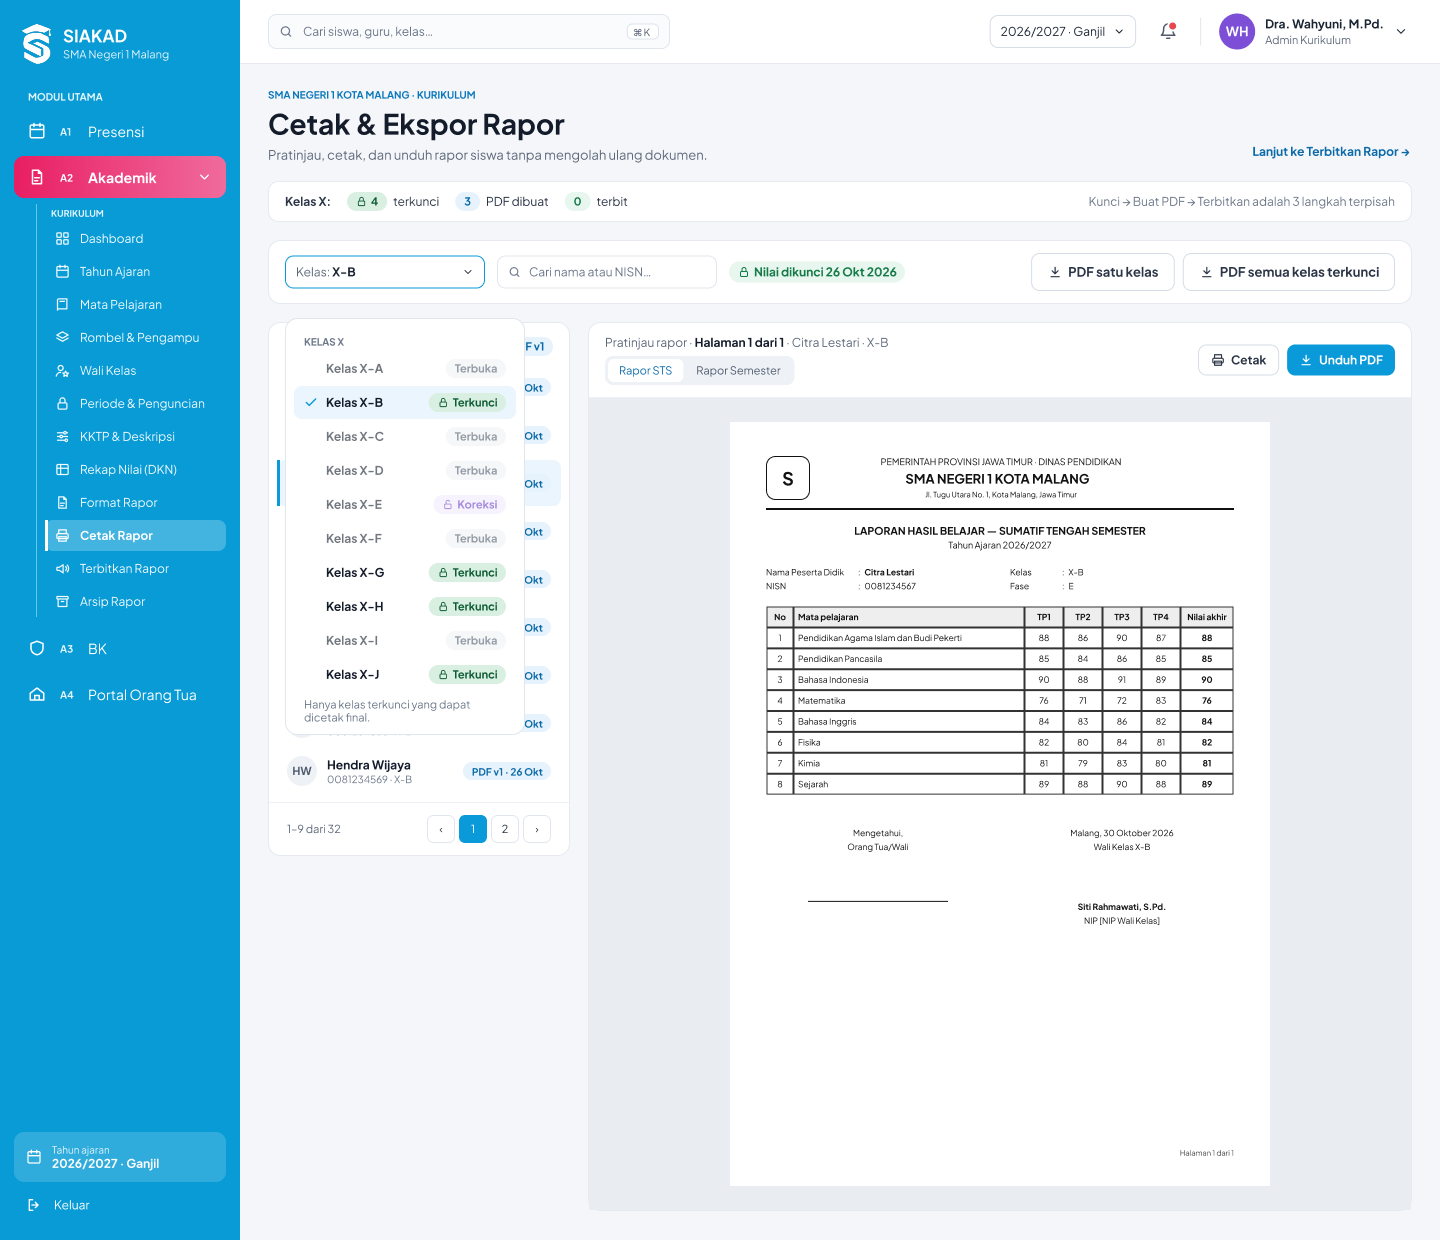 SIAKAD
SMA Negeri 1 Malang
MODUL UTAMA
A1 Presensi
A2 Akademik
KURIKULUM
Dashboard
Tahun Ajaran
Mata Pelajaran
Rombel & Pengampu
Wali Kelas
Periode & Penguncian
KKTP & Deskripsi
Rekap Nilai (DKN)
Format Rapor
Cetak Rapor
Terbitkan Rapor
Arsip Rapor
A3 BK
A4 Portal Orang Tua
Tahun ajaran
2026/2027 · Ganjil
Keluar
Cari siswa, guru, kelas... ⌘K
2026/2027 · Ganjil
WH
Dra. Wahyuni, M.Pd.
Admin Kurikulum
SMA NEGERI 1 KOTA MALANG · KURIKULUM
Cetak & Ekspor Rapor
Pratinjau, cetak, dan unduh rapor siswa tanpa mengolah ulang dokumen.
Lanjut ke Terbitkan Rapor →
Kelas X: 4 terkunci 3 PDF dibuat 0 terbit
Kunci → Buat PDF → Terbitkan adalah 3 langkah terpisah
Kelas: X-B
Cari nama atau NISN...
Nilai dikunci 26 Okt 2026
PDF satu kelas
PDF semua kelas terkunci
KELAS X
Kelas X-A Terbuka
Kelas X-B Terkunci
Kelas X-C Terbuka
Kelas X-D Terbuka
Kelas X-E Koreksi
Kelas X-F Terbuka
Kelas X-G Terkunci
Kelas X-H Terkunci
Kelas X-I Terbuka
Kelas X-J Terkunci
Hanya kelas terkunci yang dapat
dicetak final.
F v1
Okt
Okt
Okt
Okt
Okt
Okt
Okt
Okt
HW
Hendra Wijaya
0081234569 · X-B
PDF v1 · 26 Okt
1–9 dari 32
‹ 1 2 ›
Pratinjau rapor · Halaman 1 dari 1 · Citra Lestari · X-B
Rapor STS Rapor Semester
Cetak
Unduh PDF
S
PEMERINTAH PROVINSI JAWA TIMUR · DINAS PENDIDIKAN
SMA NEGERI 1 KOTA MALANG
Jl. Tugu Utara No. 1, Kota Malang, Jawa Timur
LAPORAN HASIL BELAJAR — SUMATIF TENGAH SEMESTER
Tahun Ajaran 2026/2027
Nama Peserta Didik : Citra Lestari Kelas : X-B
NISN : 0081234567 Fase : E
No Mata pelajaran TP1 TP2 TP3 TP4 Nilai akhir
1 Pendidikan Agama Islam dan Budi Pekerti 88 86 90 87 88
2 Pendidikan Pancasila 85 84 86 85 85
3 Bahasa Indonesia 90 88 91 89 90
4 Matematika 76 71 72 83 76
5 Bahasa Inggris 84 83 86 82 84
6 Fisika 82 80 84 81 82
7 Kimia 81 79 83 80 81
8 Sejarah 89 88 90 88 89
Mengetahui,
Orang Tua/Wali
Malang, 30 Oktober 2026
Wali Kelas X-B
Siti Rahmawati, S.Pd.
NIP [NIP Wali Kelas]
Halaman 1 dari 1